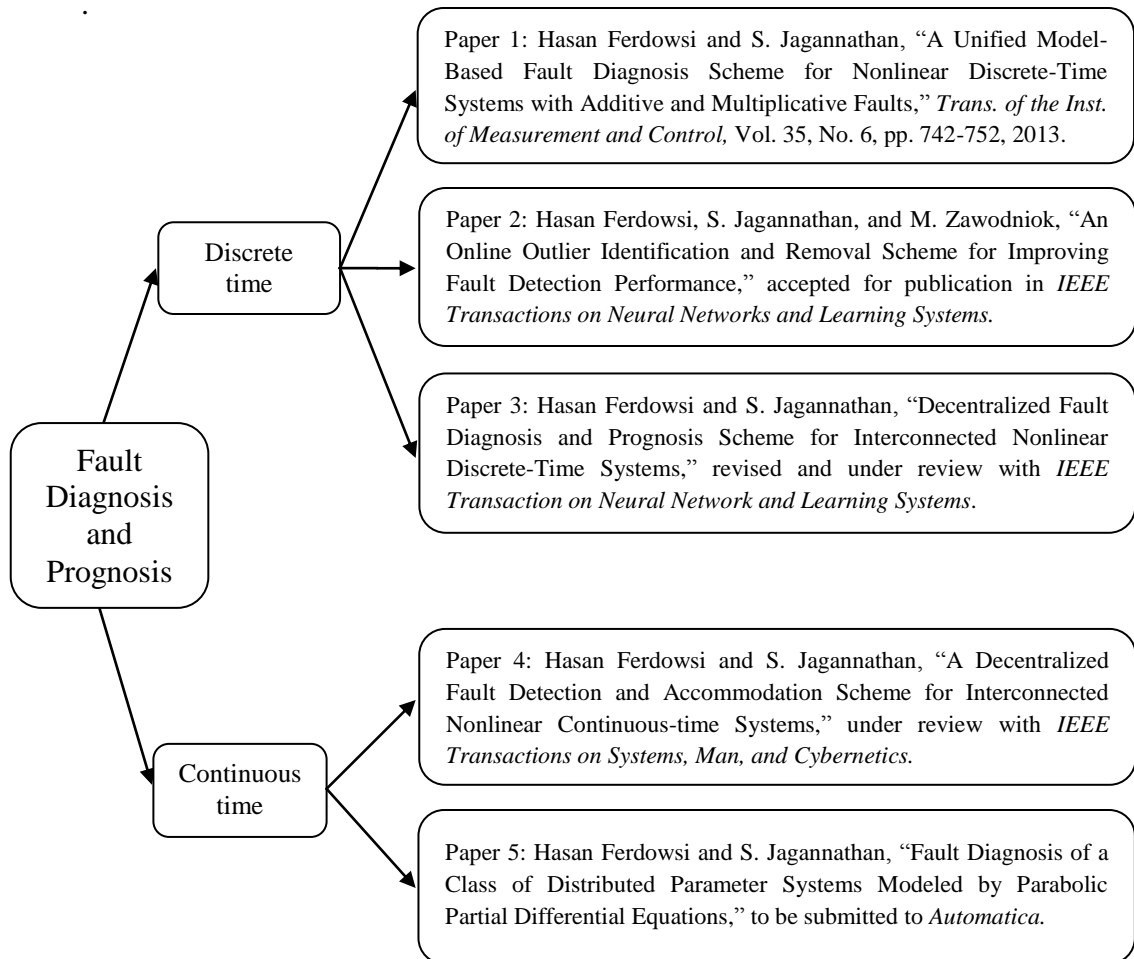 .
Paper 1: Hasan Ferdowsi and S. Jagannathan, “A Unified Model-
Based Fault Diagnosis Scheme for Nonlinear Discrete-Time
Systems with Additive and Multiplicative Faults,” Trans. of the Inst.
of Measurement and Control, Vol. 35, No. 6, pp. 742-752, 2013.
Discrete
time
Paper 2: Hasan Ferdowsi, S. Jagannathan, and M. Zawodniok, “An
Online Outlier Identification and Removal Scheme for Improving
Fault Detection Performance,” accepted for publication in IEEE
Transactions on Neural Networks and Learning Systems.
Paper 3: Hasan Ferdowsi and S. Jagannathan, “Decentralized Fault
Diagnosis and Prognosis Scheme for Interconnected Nonlinear
Discrete-Time Systems,” revised and under review with IEEE
Transaction on Neural Network and Learning Systems.
Fault
Diagnosis
and
Prognosis
Paper 4: Hasan Ferdowsi and S. Jagannathan, “A Decentralized
Fault Detection and Accommodation Scheme for Interconnected
Nonlinear Continuous-time Systems,” under review with IEEE
Transactions on Systems, Man, and Cybernetics.
Continuous
time
Paper 5: Hasan Ferdowsi and S. Jagannathan, “Fault Diagnosis of a
Class of Distributed Parameter Systems Modeled by Parabolic
Partial Differential Equations,” to be submitted to Automatica.